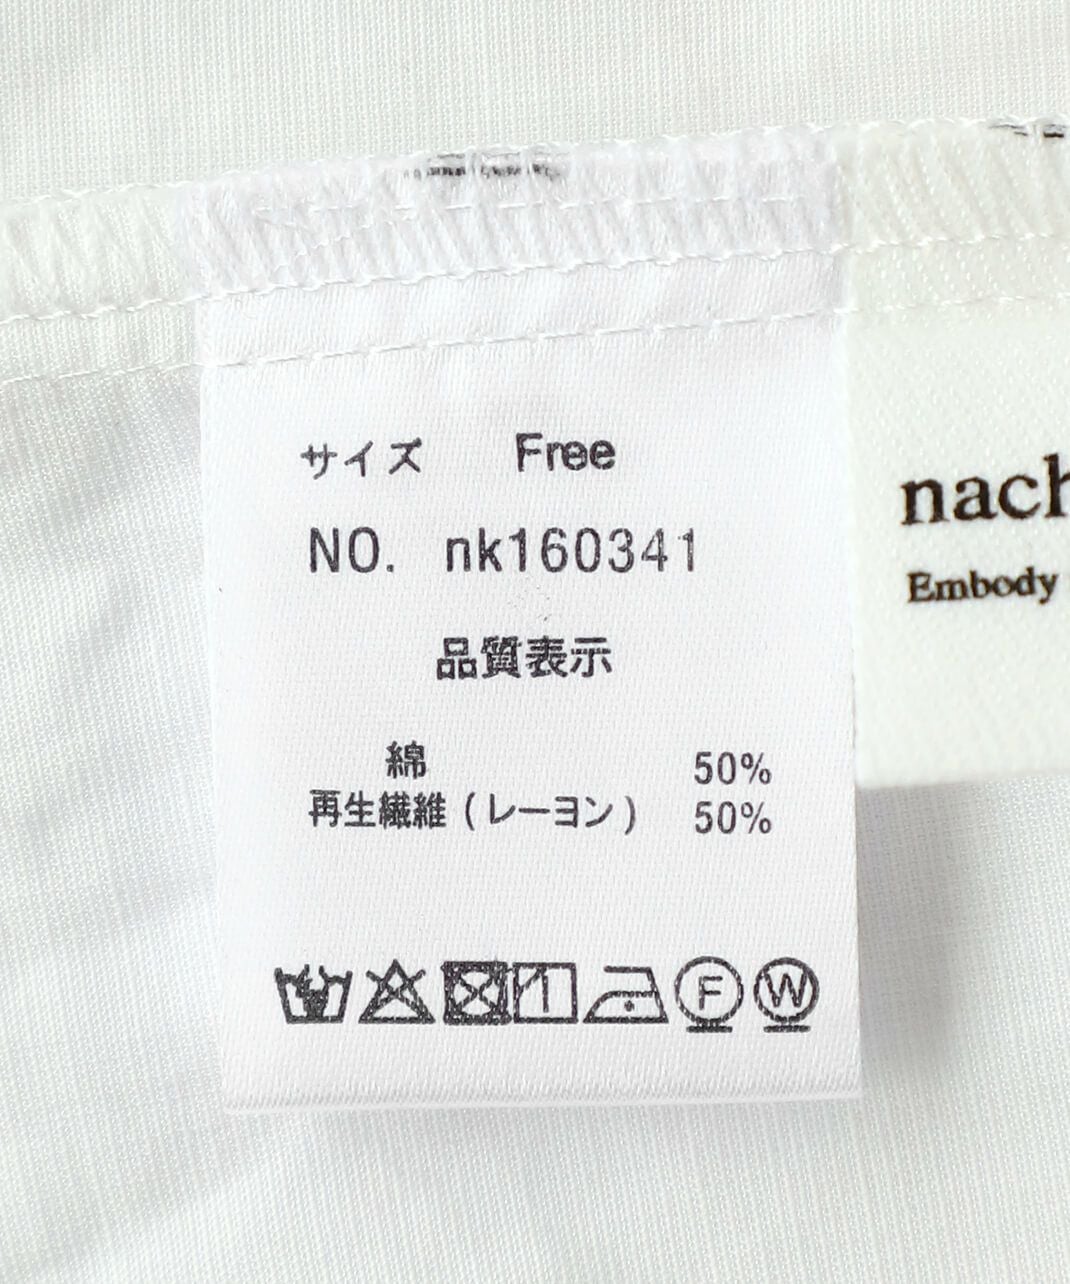 サイズ Free
NO. nk160341
品質表示
綿 50%
再生繊維(レーヨン) 50%
F W
nach
Embody